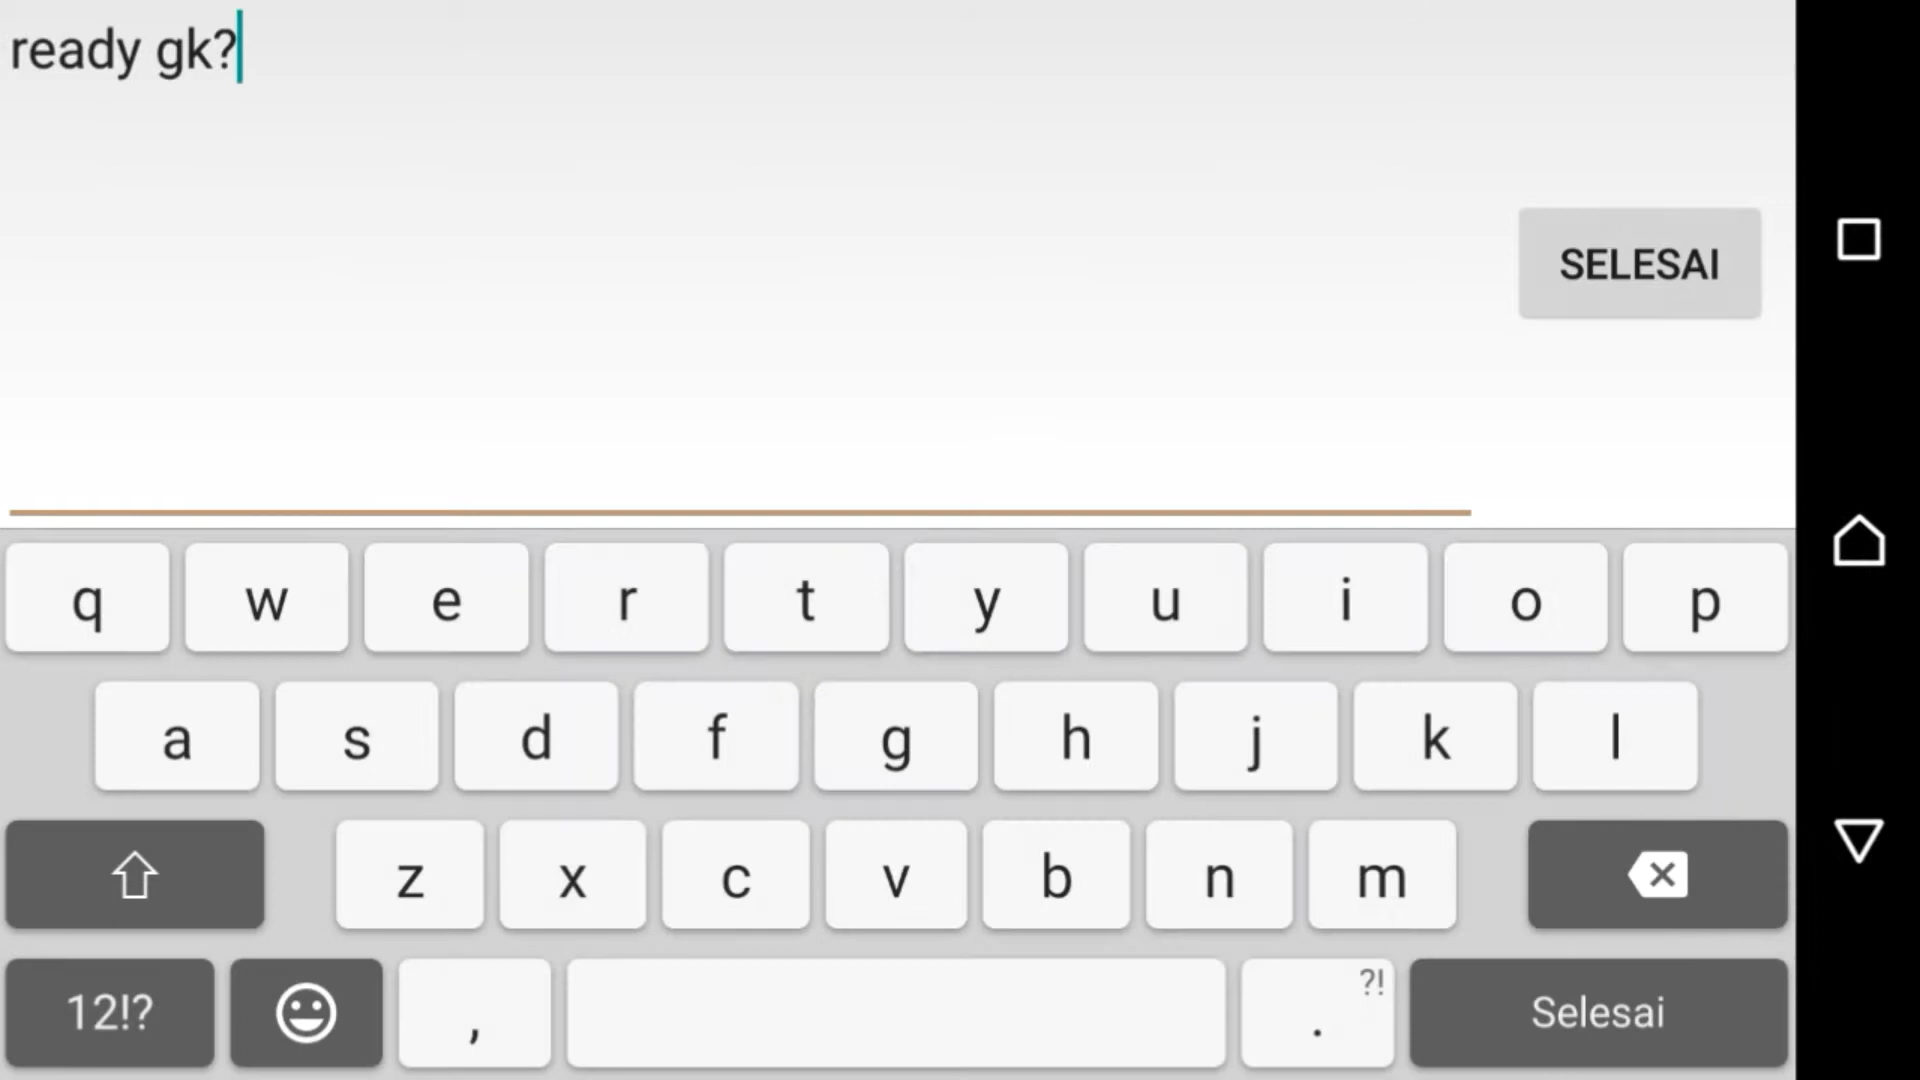 ready gk?
SELESAI
q w e r t y u i o p
a s d f g h j k l
z x c v b n m
12!? , . ?! Selesai